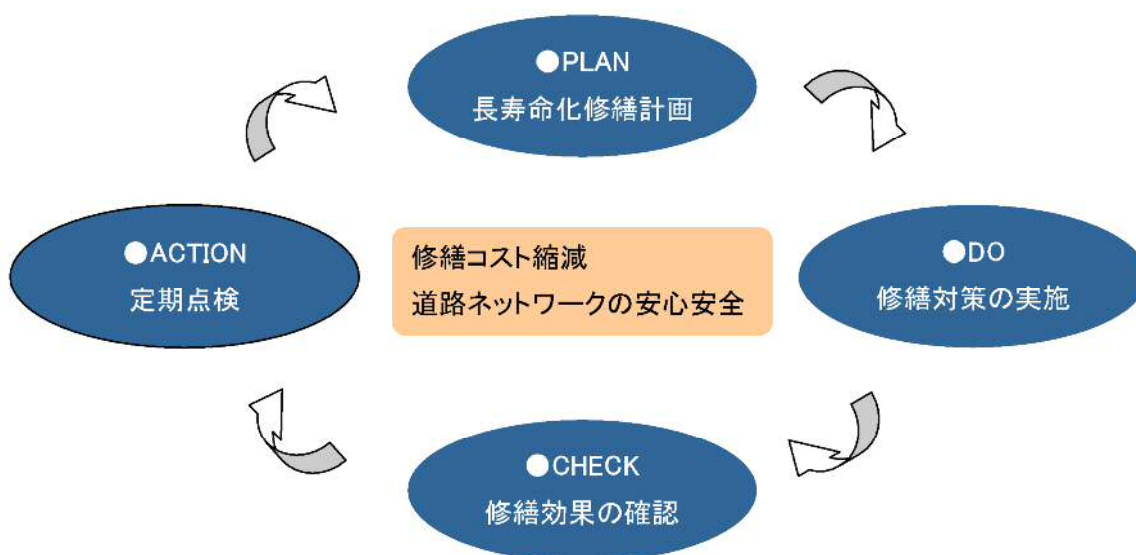 ●PLAN
長寿命化修繕計画
●ACTION
定期点検
修繕コスト縮減
道路ネットワークの安心安全
●DO
修繕対策の実施
●CHECK
修繕効果の確認